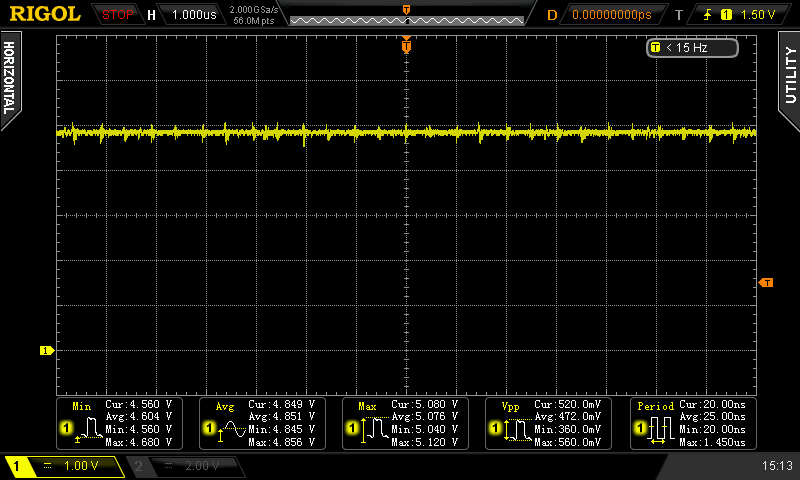 RIGOL STOP H 1.000us 2.000GSa/s 56.0M pts D 0.00000000ps T 1 1.50 V
T
T < 15 Hz
HORIZONTAL
UTILITY
T
1
Min Avg Max Vpp Period
1 Cur:4.560 V Avg:4.604 V Min:4.560 V Max:4.680 V
1 Cur:4.849 V Avg:4.851 V Min:4.845 V Max:4.856 V
1 Cur:5.080 V Avg:5.076 V Min:5.040 V Max:5.120 V
1 Cur:520.0mV Avg:472.0mV Min:360.0mV Max:560.0mV
1 Cur:20.00ns Avg:25.00ns Min:20.00ns Max:1.450us
1 1.00 V 2 2.00 V 15:13